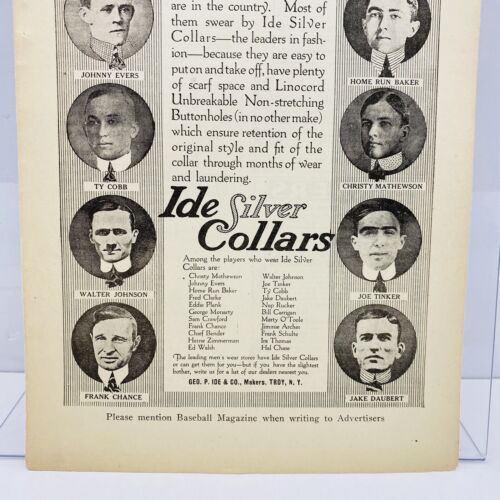 are in the country. Most of
them swear by Ide Silver
Collars—the leaders in fash-
ion—because they are easy to
put on and take off, have plenty
of scarf space and Linocord
Unbreakable Non-stretching
Buttonholes (in no other make)
which ensure retention of the
original style and fit of the
collar through months of wear
and laundering.
JOHNNY EVERS
HOME RUN BAKER
TY COBB
CHRISTY MATHEWSON
Ide Silver
Collars
WALTER JOHNSON
JOE TINKER
FRANK CHANCE
JAKE DAUBERT
Among the players who wear Ide Silver
Collars are:
Christy Mathewson
Johnny Evers
Home Run Baker
Fred Clarke
Eddie Plank
George Moriarty
Sam Crawford
Frank Chance
Chief Bender
Heinie Zimmerman
Ed Walsh
Walter Johnson
Joe Tinker
Ty Cobb
Jake Daubert
Nap Rucker
Bill Carrigan
Marty O'Toole
Jimmie Archer
Frank Schulte
Ira Thomas
Hal Chase
The leading men's wear stores have Ide Silver Collars
or can get them for you—but if you have the slightest
bother, write us for a list of our dealers nearest you.
GEO. P. IDE & CO., Makers, TROY, N. Y.
Please mention Baseball Magazine when writing to Advertisers